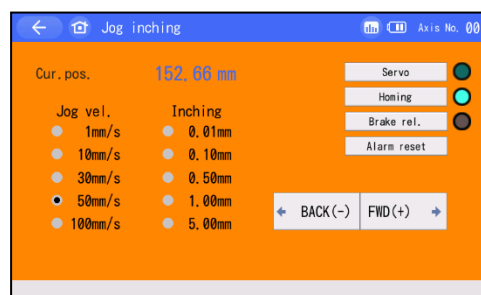 Jog inching
Axis No. 00
Cur.pos. 152.66 mm
Servo
Homing
Brake rel.
Alarm reset
Jog vel.
1mm/s
10mm/s
30mm/s
50mm/s
100mm/s
Inching
0.01mm
0.10mm
0.50mm
1.00mm
5.00mm
BACK(-) FWD(+)